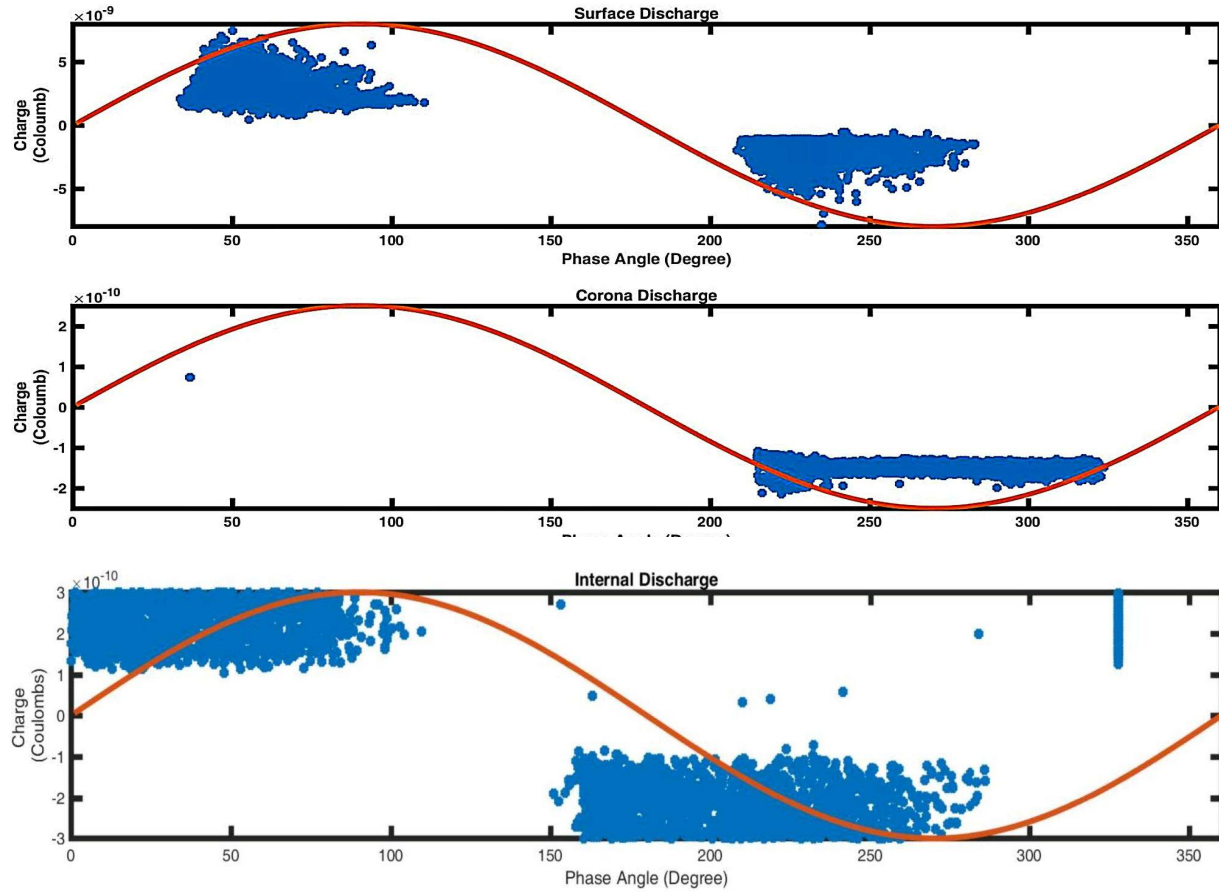 Surface Discharge
×10⁻⁹
5
0
-5
Charge
(Coloumb)
0 50 100 150 200 250 300 350
Phase Angle (Degree)
Corona Discharge
×10⁻¹⁰
2
1
0
-1
-2
Charge
(Coloumb)
0 50 100 150 200 250 300 350
Phase Angle (Degree)
Internal Discharge
×10⁻¹⁰
3
2
1
0
-1
-2
-3
Charge
(Coulombs)
0 50 100 150 200 250 300 350
Phase Angle (Degree)